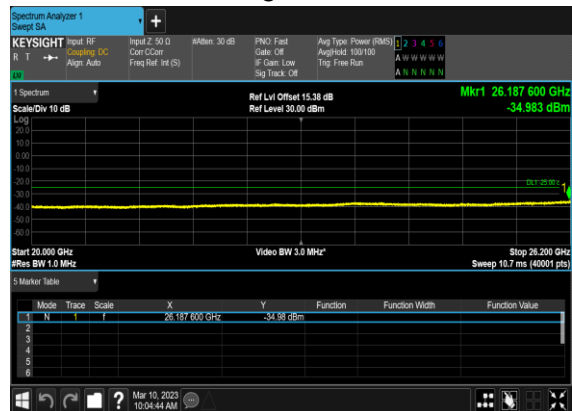 Spectrum Analyzer 1
Swept SA
+
KEYSIGHT Input: RF Input Z: 50 Ω #Atten: 30 dB PNO: Fast Avg Type: Power (RMS) 1 2 3 4 5 6
R T Coupling: DC Corr CCorr Gate: Off Avg|Hold: 100/100 A W W W W W
Align: Auto Freq Ref: Int (S) IF Gain: Low Trig: Free Run
Sig Track: Off A N N N N N
1 Spectrum
Ref Lvl Offset 15.38 dB Mkr1 26.187 600 GHz
Scale/Div 10 dB Ref Level 30.00 dBm -34.983 dBm
Log
20.0
10.0
0.00
-10.0
-20.0
DL1 -25.00
1
-30.0
-40.0
-50.0
-60.0
Start 20.000 GHz Video BW 3.0 MHz* Stop 26.200 GHz
#Res BW 1.0 MHz Sweep 10.7 ms (40001 pts)
5 Marker Table
Mode Trace Scale X Y Function Function Width Function Value
1 N 1 f 26.187 600 GHz -34.98 dBm
2
3
4
5
6
? Mar 10, 2023
10:04:44 AM